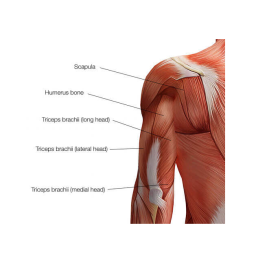 Scapula
Humerus bone
Triceps brachii (long head)
Triceps brachii (lateral head)
Triceps brachii (medial head)